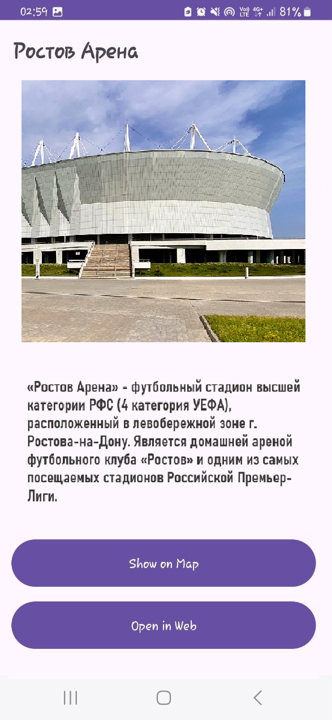 02:59
81%
Ростов Арена
«Ростов Арена» - футбольный стадион высшей
категории РФС (4 категория УЕФА),
расположенный в левобережной зоне г.
Ростова-на-Дону. Является домашней ареной
футбольного клуба «Ростов» и одним из самых
посещаемых стадионов Российской Премьер-
Лиги.
Show on Map
Open in Web